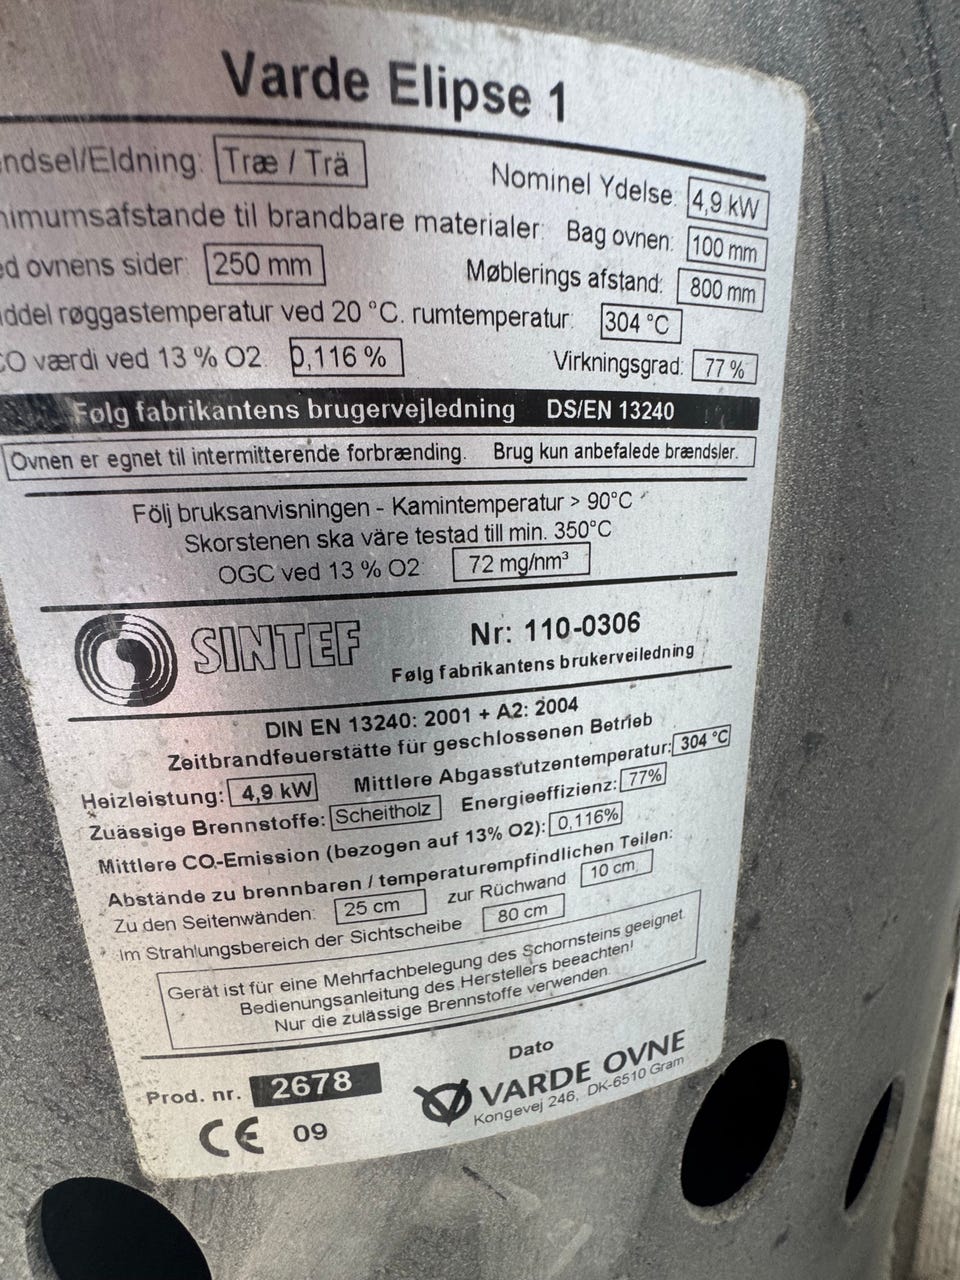 Varde Elipse 1
ndsel/Eldning: Træ / Trä Nominel Ydelse: 4,9 kW
nimumsafstande til brandbare materialer: Bag ovnen: 100 mm
ed ovnens sider: 250 mm Møblerings afstand: 800 mm
iddel røggastemperatur ved 20 °C. rumtemperatur: 304 °C
CO værdi ved 13 % O2 0,116 % Virkningsgrad: 77 %
Følg fabrikantens brugervejledning DS/EN 13240
Ovnen er egnet til intermitterende forbrænding. Brug kun anbefalede brændsler.
Följ bruksanvisningen - Kamintemperatur > 90°C
Skorstenen ska väre testad till min. 350°C
OGC ved 13 % O2 72 mg/nm³
SINTEF Nr: 110-0306
Følg fabrikantens brukerveiledning
DIN EN 13240: 2001 + A2: 2004
Zeitbrandfeuerstätte für geschlossenen Betrieb
Heizleistung: 4,9 kW Mittlere Abgasstutzentemperatur: 304 °C
Zuässige Brennstoffe: Scheitholz Energieeffizienz: 77%
Mittlere CO-Emission (bezogen auf 13% O2): 0,116%
Abstände zu brennbaren / temperaturempfindlichen Teilen:
Zu den Seitenwänden: 25 cm zur Rüchwand 10 cm
im Strahlungsbereich der Sichtscheibe 80 cm
Gerät ist für eine Mehrfachbelegung des Schornsteins geeignet.
Bedienungsanleitung des Herstellers beeachten!
Nur die zulässige Brennstoffe verwenden.
Prod. nr. 2678 Dato
CE 09 VARDE OVNE
Kongevej 246, DK-6510 Gram